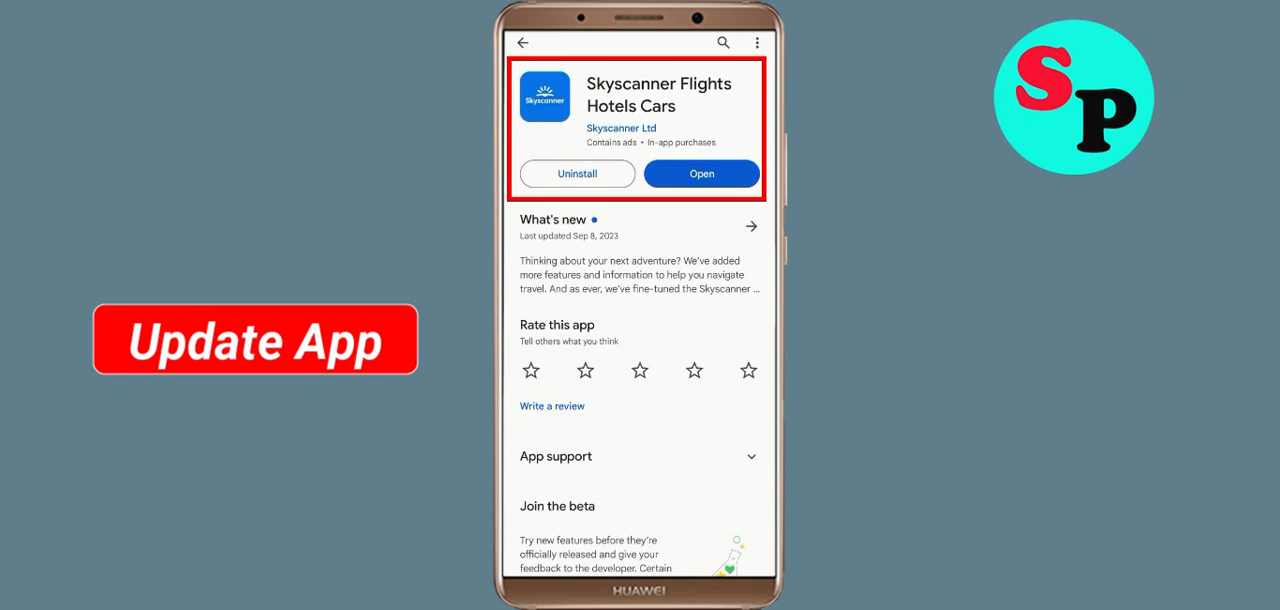 Skyscanner Flights
Hotels Cars
Skyscanner
Skyscanner Ltd
Contains ads • In-app purchases
Uninstall
Open
What's new
Last updated Sep 8, 2023
Thinking about your next adventure? We've added
more features and information to help you navigate
travel. And as ever, we've fine-tuned the Skyscanner ...
Rate this app
Tell others what you think
Write a review
App support
Join the beta
Try new features before they're
officially released and give your
feedback to the developer. Certain
HUAWEI
Update App
SP